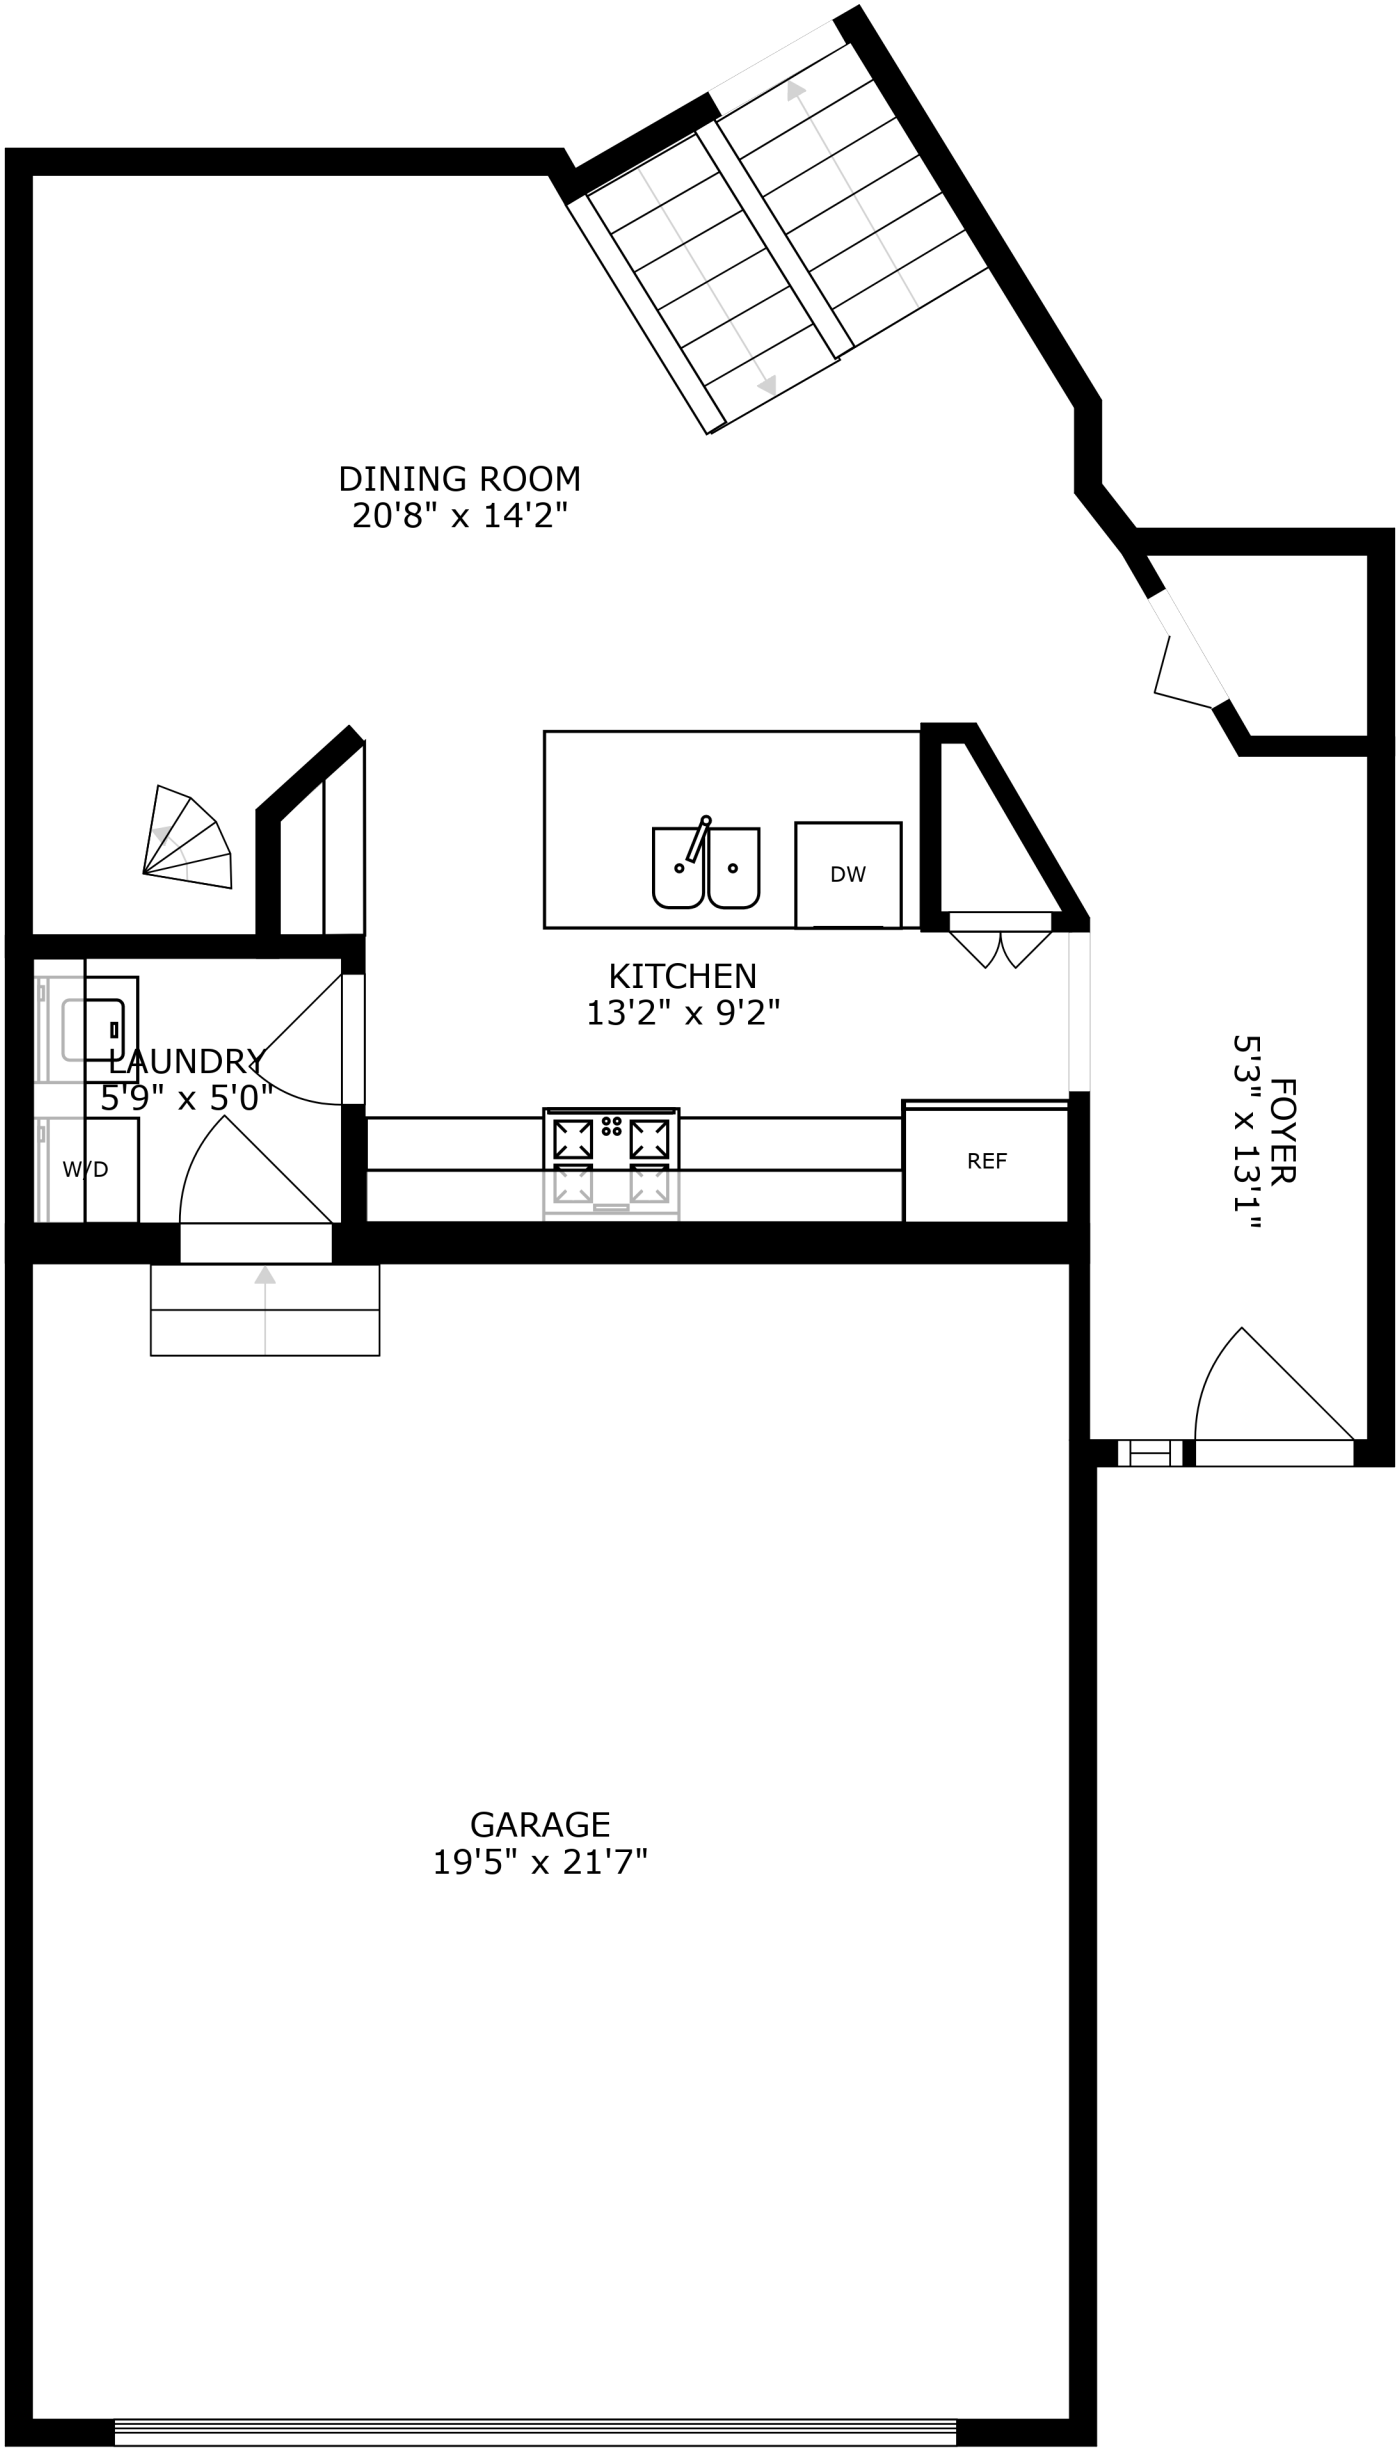 DINING ROOM
20'8" x 14'2"
DW
KITCHEN
13'2" x 9'2"
LAUNDRY
5'9" x 5'0"
W/D
REF
FOYER
5'3" x 13'1"
GARAGE
19'5" x 21'7"